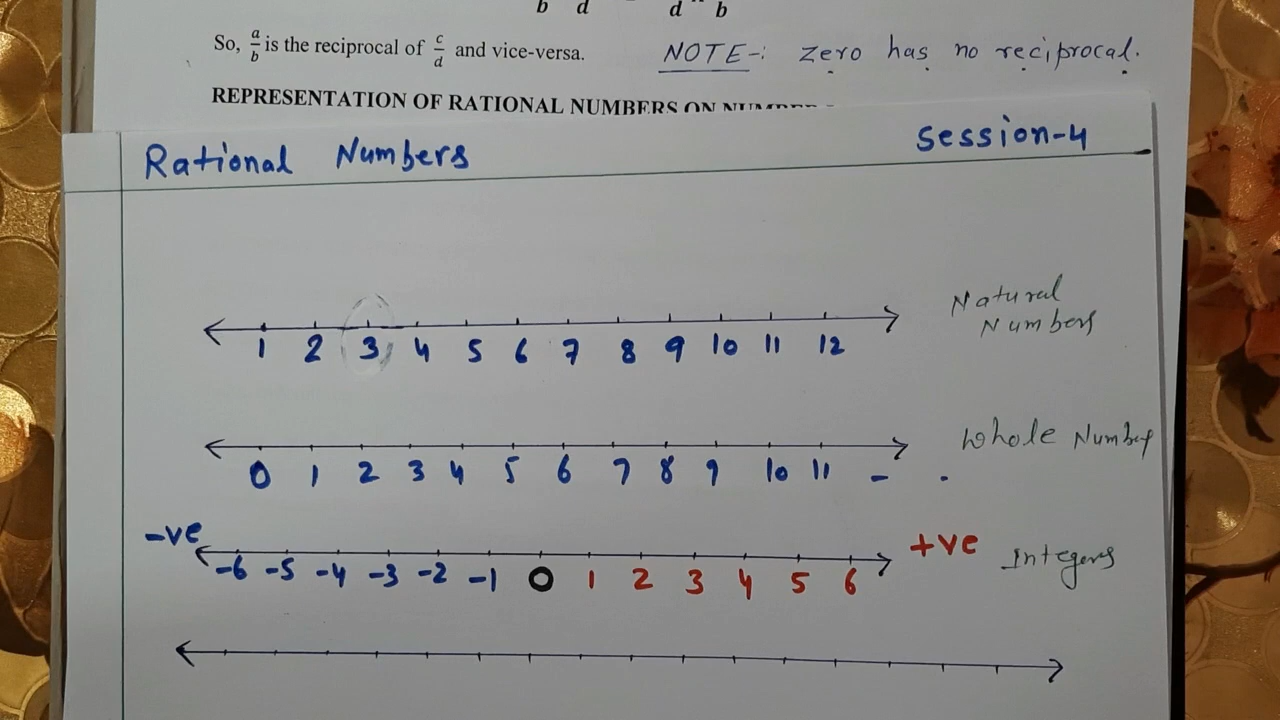 b d d b
So, a/b is the reciprocal of c/d and vice-versa. NOTE-: zero has no reciprocal.
REPRESENTATION OF RATIONAL NUMBERS ON
Rational Numbers Session-4
Natural
Numbers
1 2 3 4 5 6 7 8 9 10 11 12
Whole Number
0 1 2 3 4 5 6 7 8 9 10 11 - .
-ve +ve Integers
-6 -5 -4 -3 -2 -1 0 1 2 3 4 5 6